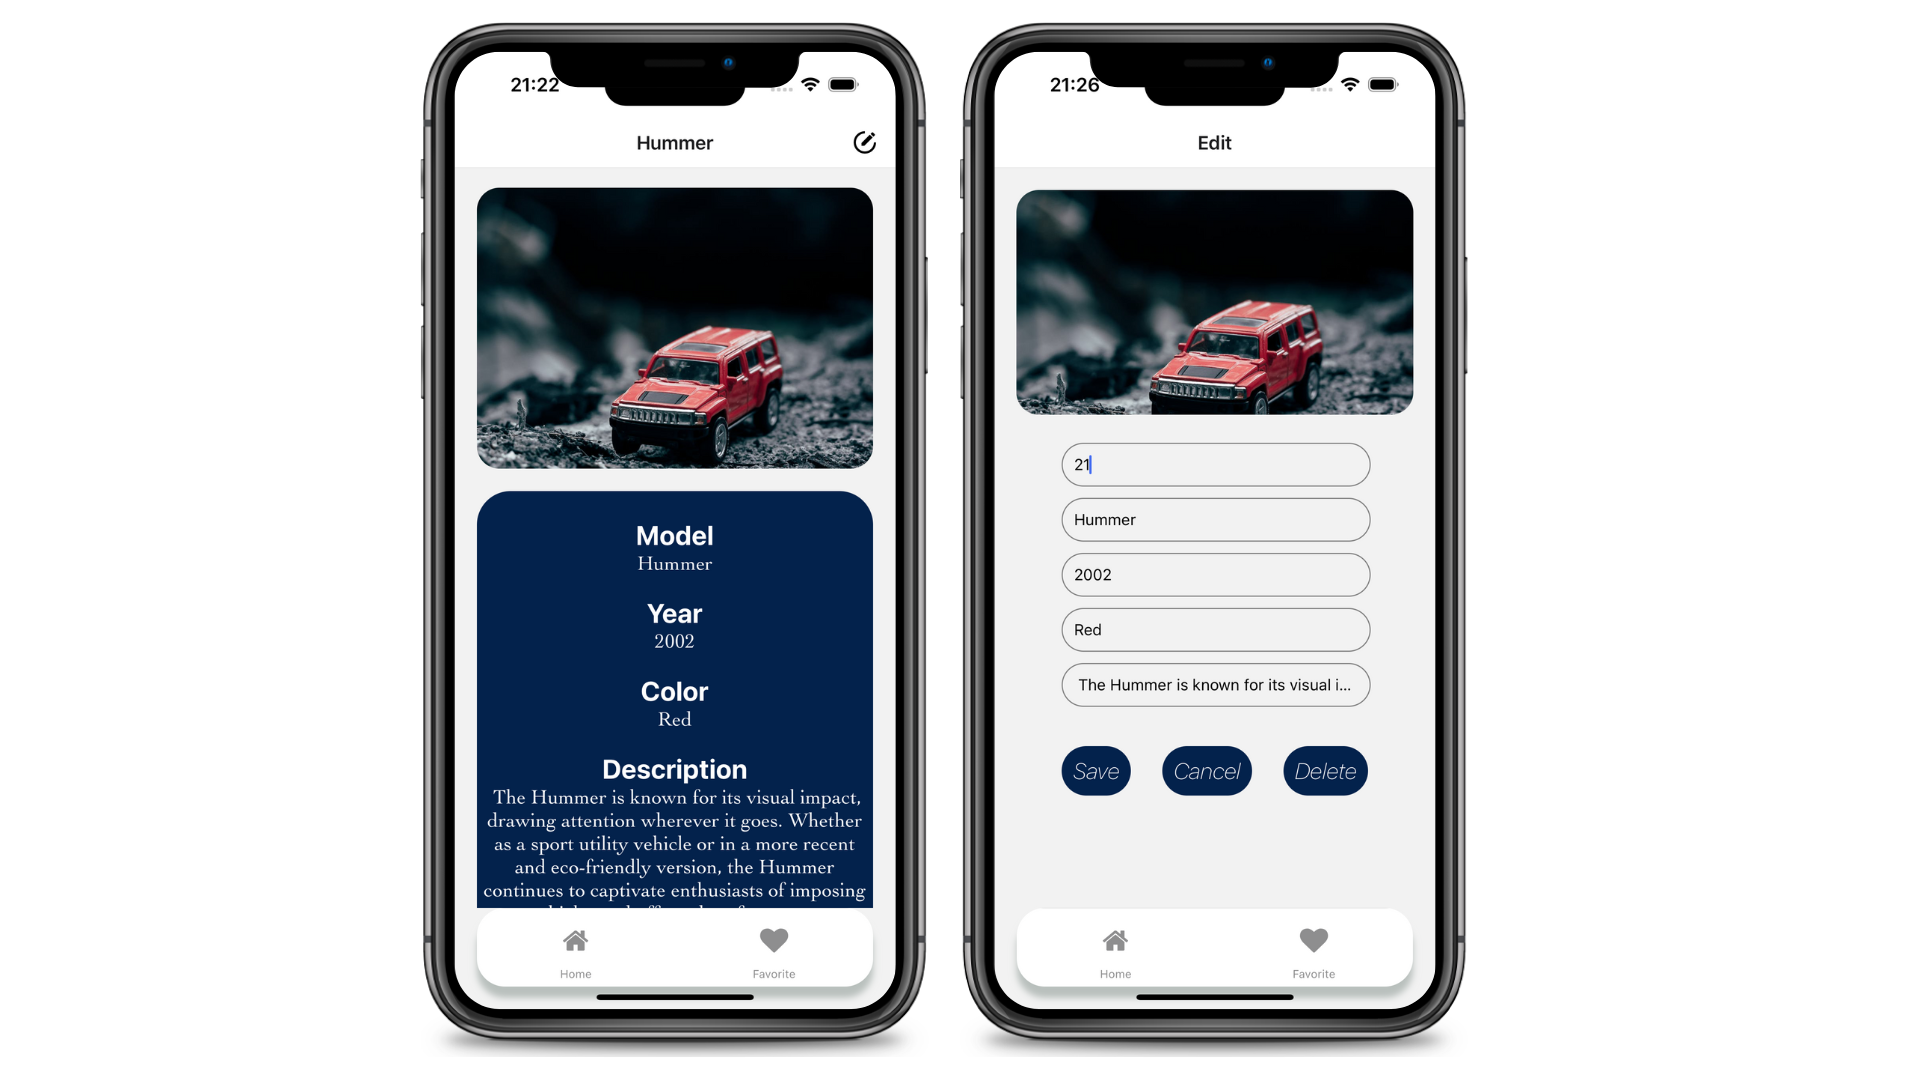 21:22
Hummer
Model
Hummer
Year
2002
Color
Red
Description
The Hummer is known for its visual impact,
drawing attention wherever it goes. Whether
as a sport utility vehicle or in a more recent
and eco-friendly version, the Hummer
continues to captivate enthusiasts of imposing
Home
Favorite
21:26
Edit
21
Hummer
2002
Red
The Hummer is known for its visual i...
Save
Cancel
Delete
Home
Favorite